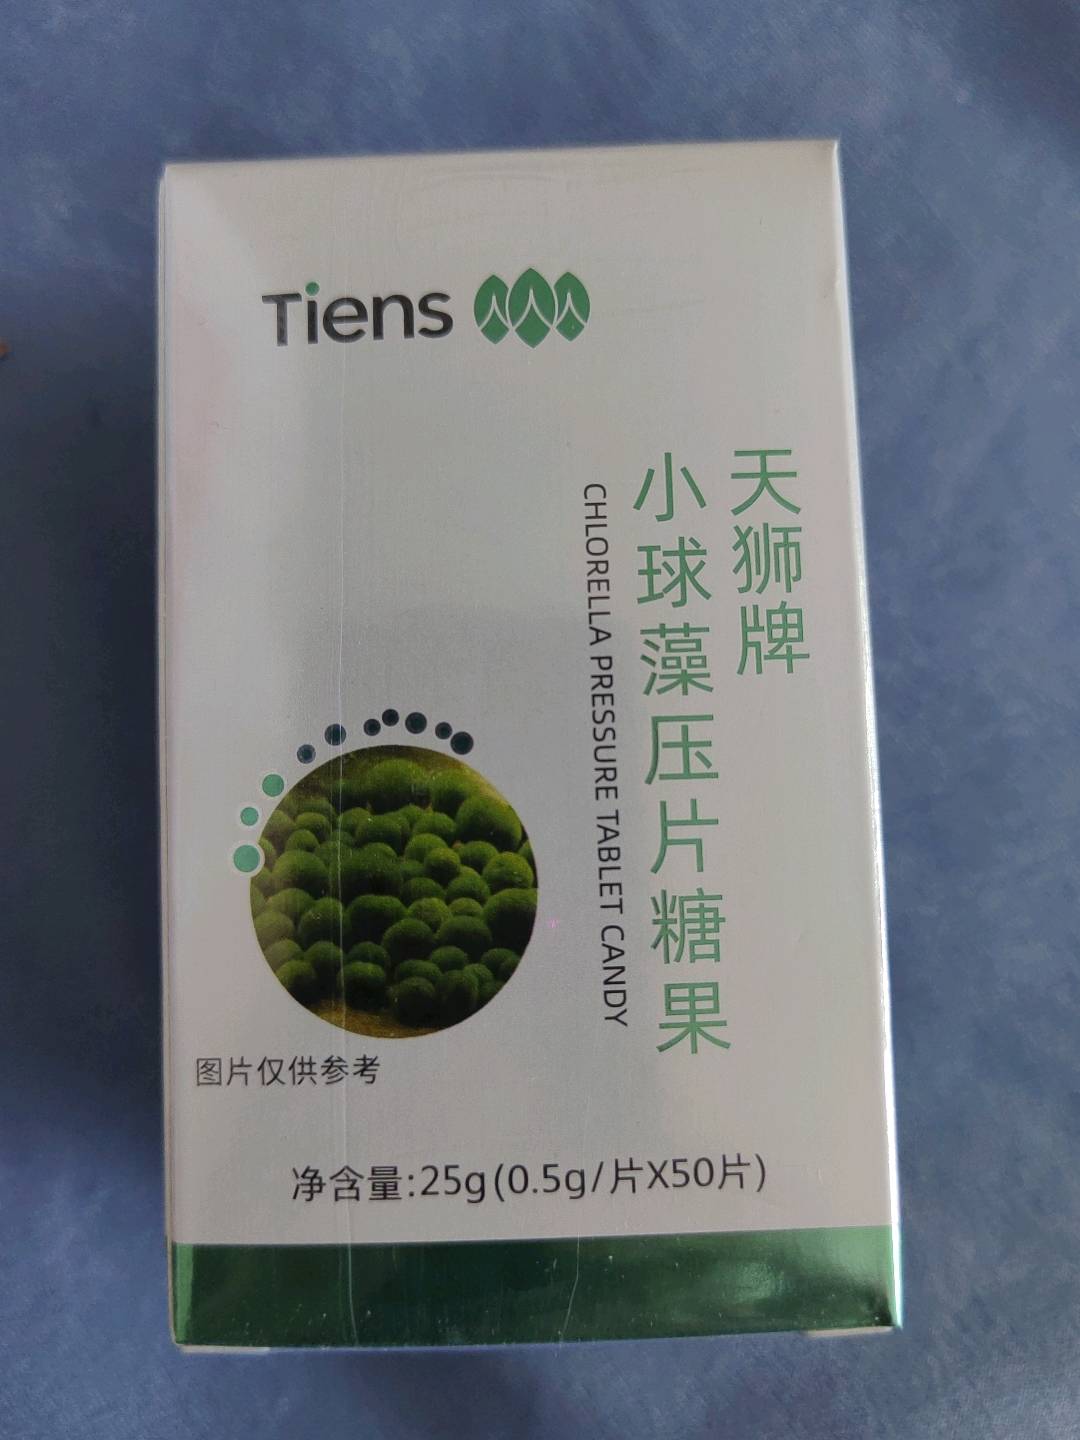 Tiens
天狮牌
小球藻压片糖果
CHLORELLA PRESSURE TABLET CANDY
图片仅供参考
净含量:25g(0.5g/片X50片)